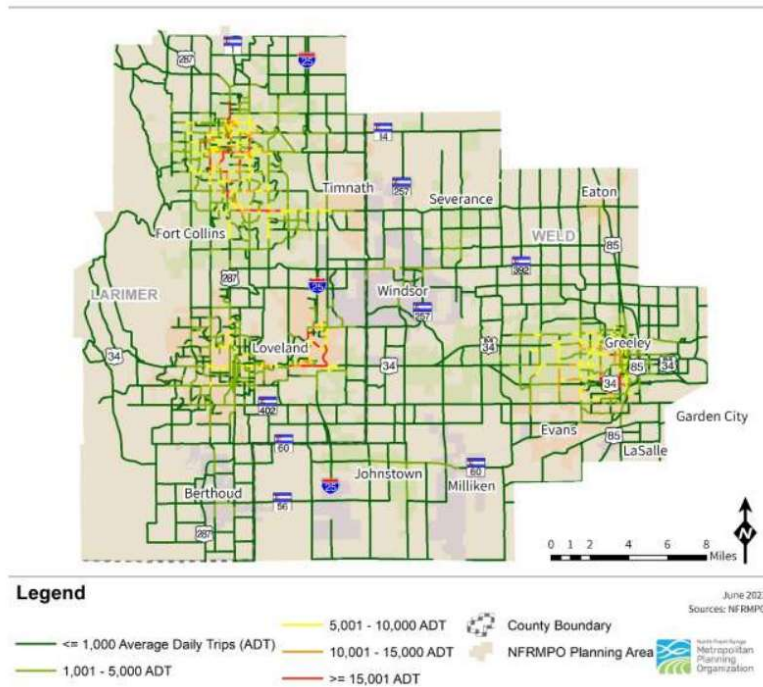 287
25
14
Timnath
257
Severance
Eaton
Fort Collins
WELD
85
392
287
25
Windsor
LARIMER
257
34
Loveland
34
34
Greeley
85
34
34
402
Garden City
Evans
85
LaSalle
60
Johnstown
60
Milliken
25
Berthoud
56
287
N
0 1 2 4 6 8
Miles
Legend
June 202
Sources: NFRMPO
<= 1,000 Average Daily Trips (ADT)
1,001 - 5,000 ADT
5,001 - 10,000 ADT
10,001 - 15,000 ADT
>= 15,001 ADT
County Boundary
NFRMPO Planning Area
Metropolitan
Planning
Organization